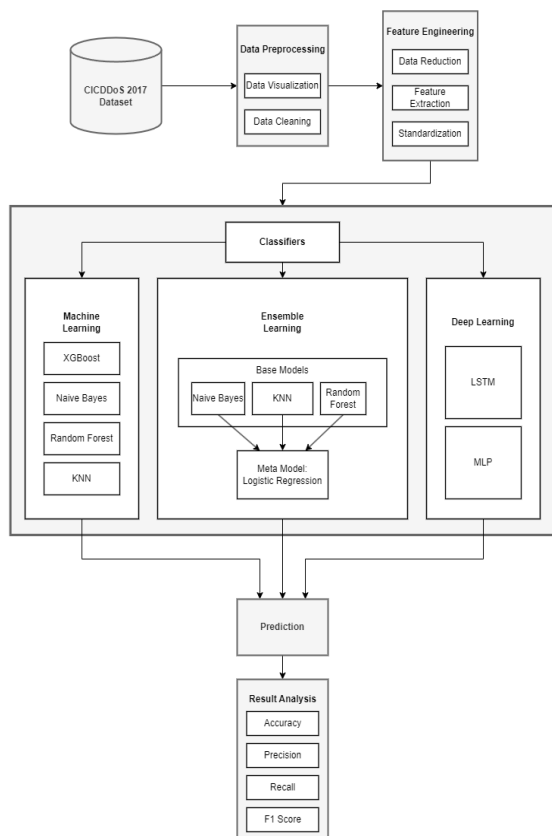 CICDDoS 2017
Dataset
Data Preprocessing
Data Visualization
Data Cleaning
Feature Engineering
Data Reduction
Feature
Extraction
Standardization
Classifiers
Machine
Learning
XGBoost
Naive Bayes
Random Forest
KNN
Ensemble
Learning
Base Models
Naive Bayes
KNN
Random
Forest
Meta Model:
Logistic Regression
Deep Learning
LSTM
MLP
Prediction
Result Analysis
Accuracy
Precision
Recall
F1 Score